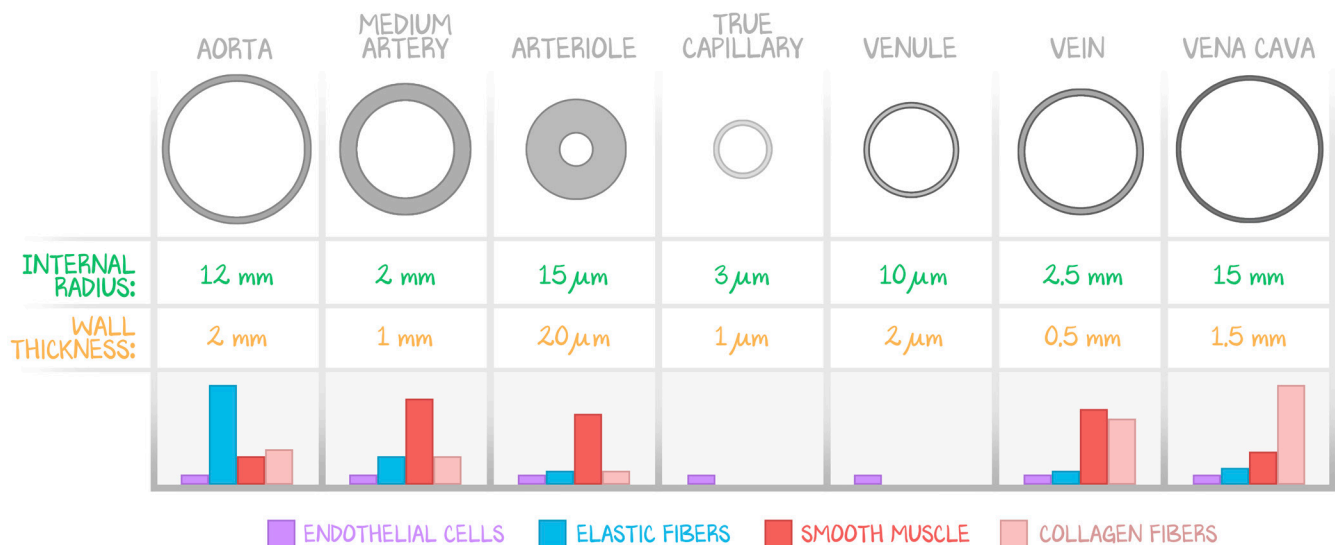 AORTA
MEDIUM
ARTERY
ARTERIOLE
TRUE
CAPILLARY
VENULE
VEIN
VENA CAVA
INTERNAL
RADIUS:
12 mm
2 mm
15 µm
3 µm
10 µm
2.5 mm
15 mm
WALL
THICKNESS:
2 mm
1 mm
20 µm
1 µm
2 µm
0.5 mm
1.5 mm
ENDOTHELIAL CELLS
ELASTIC FIBERS
SMOOTH MUSCLE
COLLAGEN FIBERS